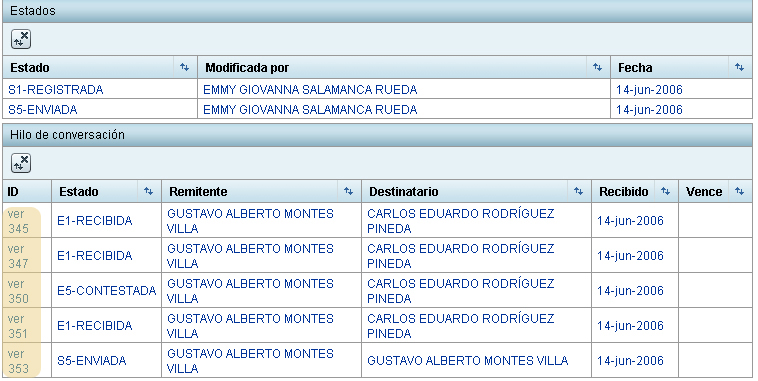 Estados
Estado Modificada por Fecha
S1-REGISTRADA EMMY GIOVANNA SALAMANCA RUEDA 14-jun-2006
S5-ENVIADA EMMY GIOVANNA SALAMANCA RUEDA 14-jun-2006
Hilo de conversación
ID Estado Remitente Destinatario Recibido Vence
ver 345 E1-RECIBIDA GUSTAVO ALBERTO MONTES VILLA CARLOS EDUARDO RODRÍGUEZ PINEDA 14-jun-2006
ver 347 E1-RECIBIDA GUSTAVO ALBERTO MONTES VILLA CARLOS EDUARDO RODRÍGUEZ PINEDA 14-jun-2006
ver 350 E5-CONTESTADA GUSTAVO ALBERTO MONTES VILLA CARLOS EDUARDO RODRÍGUEZ PINEDA 14-jun-2006
ver 351 E1-RECIBIDA GUSTAVO ALBERTO MONTES VILLA CARLOS EDUARDO RODRÍGUEZ PINEDA 14-jun-2006
ver 353 S5-ENVIADA GUSTAVO ALBERTO MONTES VILLA GUSTAVO ALBERTO MONTES VILLA 14-jun-2006